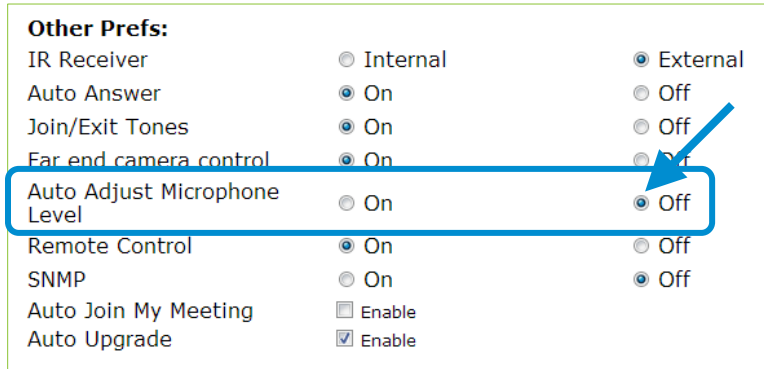 Other Prefs:
IR Receiver Internal External
Auto Answer On Off
Join/Exit Tones On Off
Far end camera control On Off
Auto Adjust Microphone
Level On Off
Remote Control On Off
SNMP On Off
Auto Join My Meeting Enable
Auto Upgrade Enable